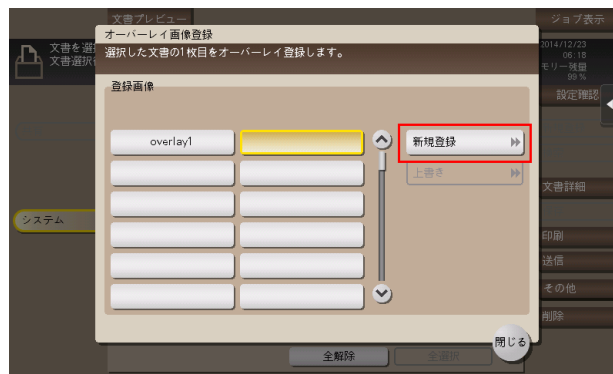 文書プレビュー
ジョブ表示
オーバーレイ画像登録
選択した文書の1枚目をオーバーレイ登録します。
文書を選
文書選択
2014/12/23
06:18
モリー残量
99 %
登録画像
設定確認
overlay1
新規登録
上書き
文書詳細
システム
印刷
送信
その他
削除
閉じる
全解除
全選択